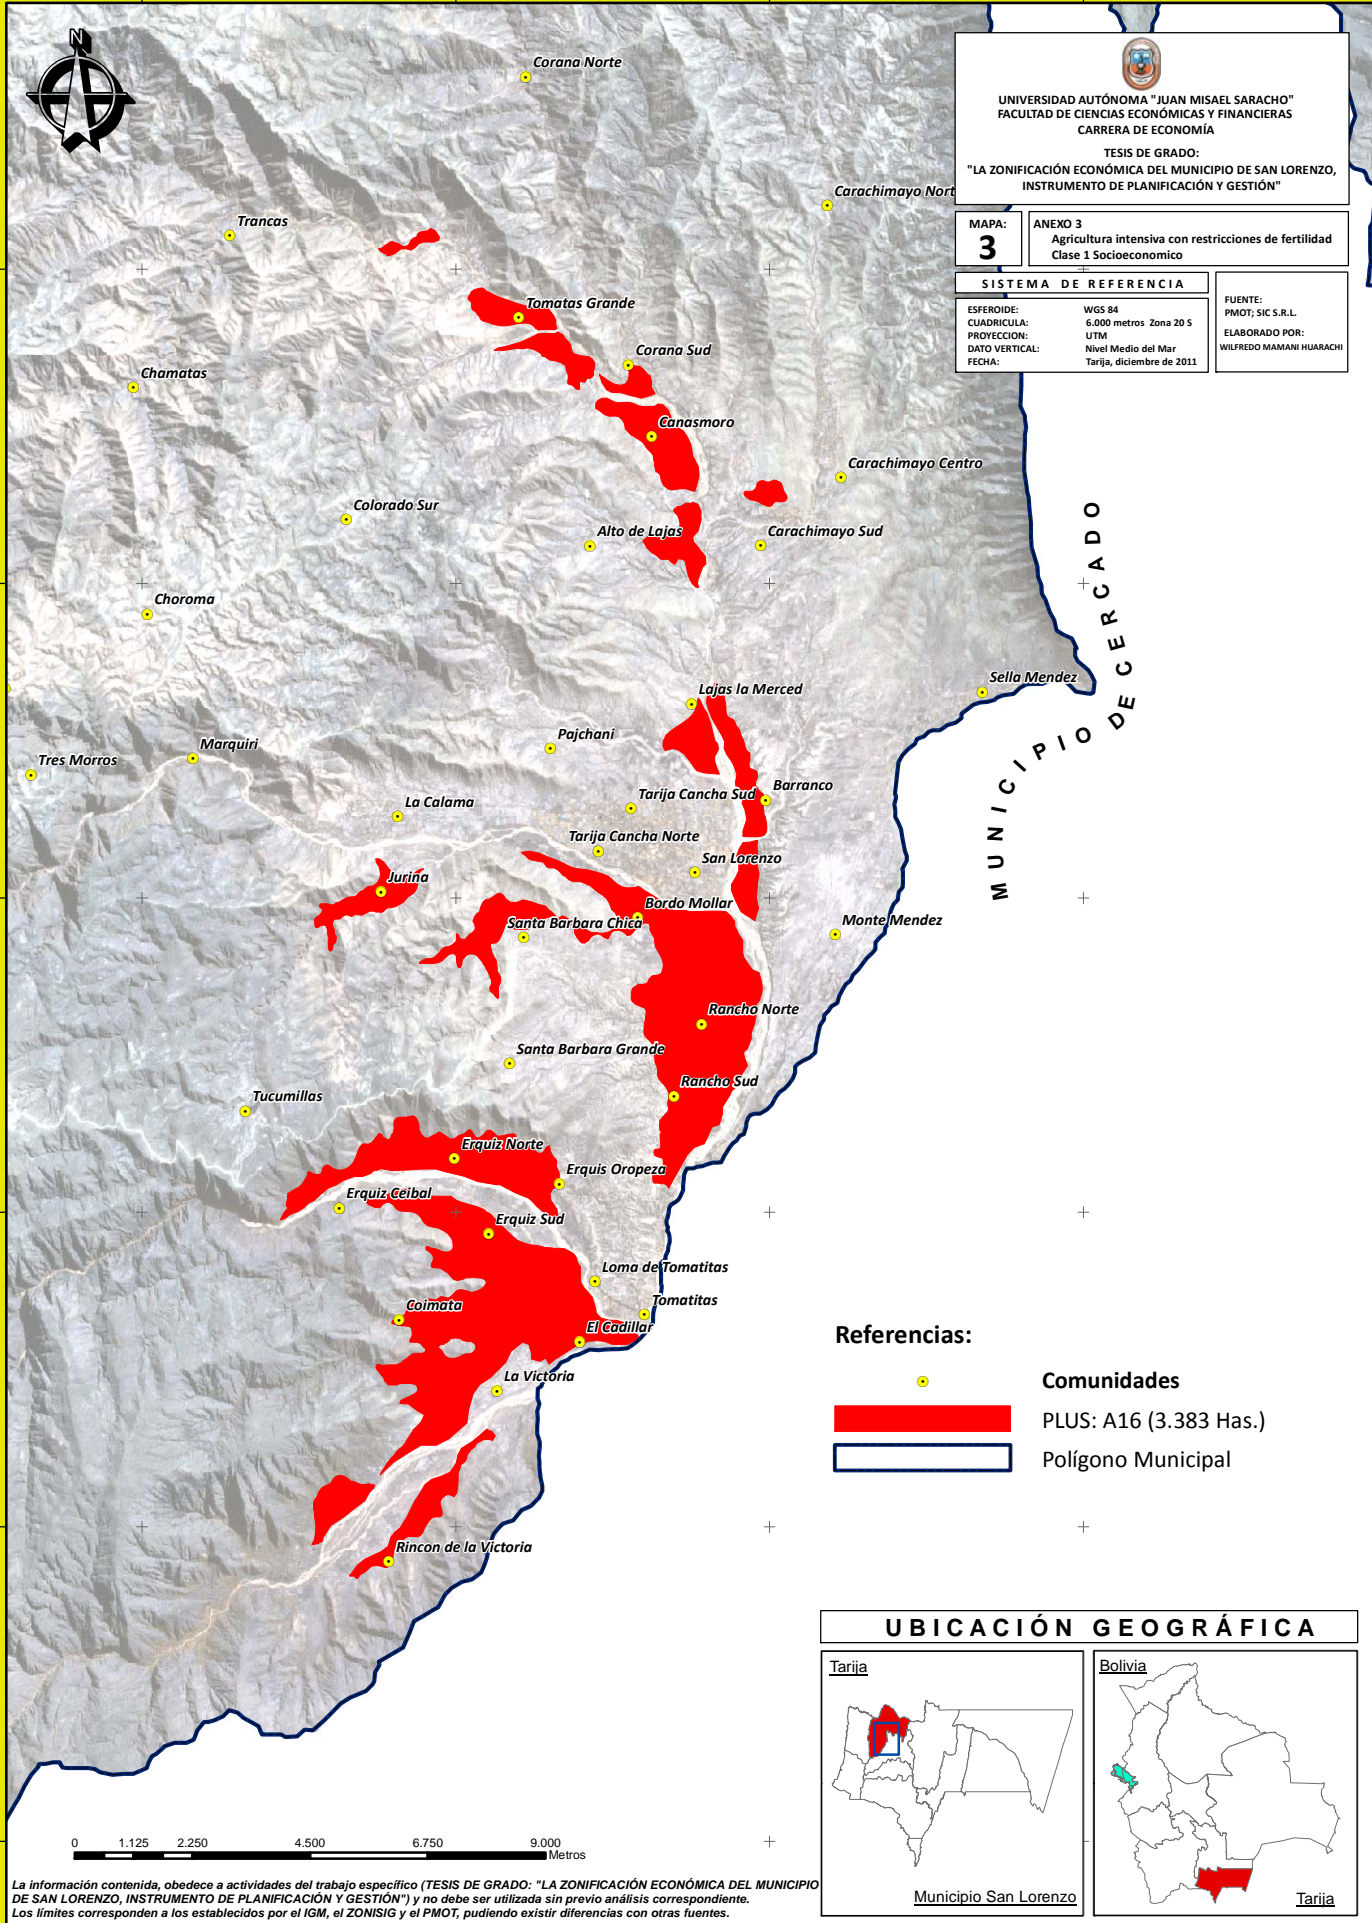 N
UNIVERSIDAD AUTÓNOMA "JUAN MISAEL SARACHO"
FACULTAD DE CIENCIAS ECONÓMICAS Y FINANCIERAS
CARRERA DE ECONOMÍA
TESIS DE GRADO:
"LA ZONIFICACIÓN ECONÓMICA DEL MUNICIPIO DE SAN LORENZO,
INSTRUMENTO DE PLANIFICACIÓN Y GESTIÓN"
MAPA:
3
ANEXO 3
Agricultura intensiva con restricciones de fertilidad
Clase 1 Socioeconomico
SISTEMA DE REFERENCIA
ESFEROIDE: WGS 84
CUADRICULA: 6.000 metros Zona 20 S
PROYECCION: UTM
DATO VERTICAL: Nivel Medio del Mar
FECHA: Tarija, diciembre de 2011
FUENTE:
PMOT; SIC S.R.L.
ELABORADO POR:
WILFREDO MAMANI HUARACHI
Corana Norte
Carachimayo Nort
Trancas
Tomatas Grande
Corana Sud
Chamatas
Canasmoro
Carachimayo Centro
Colorado Sur
Alto de Lajas
Carachimayo Sud
Choroma
Sella Mendez
Lajas la Merced
Pajchani
Marquiri
Tres Morros
La Calama
Tarija Cancha Sud
Barranco
Tarija Cancha Norte
San Lorenzo
Jurina
Bordo Mollar
Santa Barbara Chica
Monte Mendez
Rancho Norte
Santa Barbara Grande
Rancho Sud
Tucumillas
Erquiz Norte
Erquis Oropeza
Erquiz Ceibal
Erquiz Sud
Loma de Tomatitas
Coimata
Tomatitas
El Cadillar
La Victoria
Rincon de la Victoria
MUNICIPIO DE CERCADO
Referencias:
Comunidades
PLUS: A16 (3.383 Has.)
Polígono Municipal
UBICACIÓN GEOGRÁFICA
Tarija
Municipio San Lorenzo
Bolivia
Tarija
0 1.125 2.250 4.500 6.750 9.000
Metros
La información contenida, obedece a actividades del trabajo específico (TESIS DE GRADO: "LA ZONIFICACIÓN ECONÓMICA DEL MUNICIPIO
DE SAN LORENZO, INSTRUMENTO DE PLANIFICACIÓN Y GESTIÓN") y no debe ser utilizada sin previo análisis correspondiente.
Los límites corresponden a los establecidos por el IGM, el ZONISIG y el PMOT, pudiendo existir diferencias con otras fuentes.